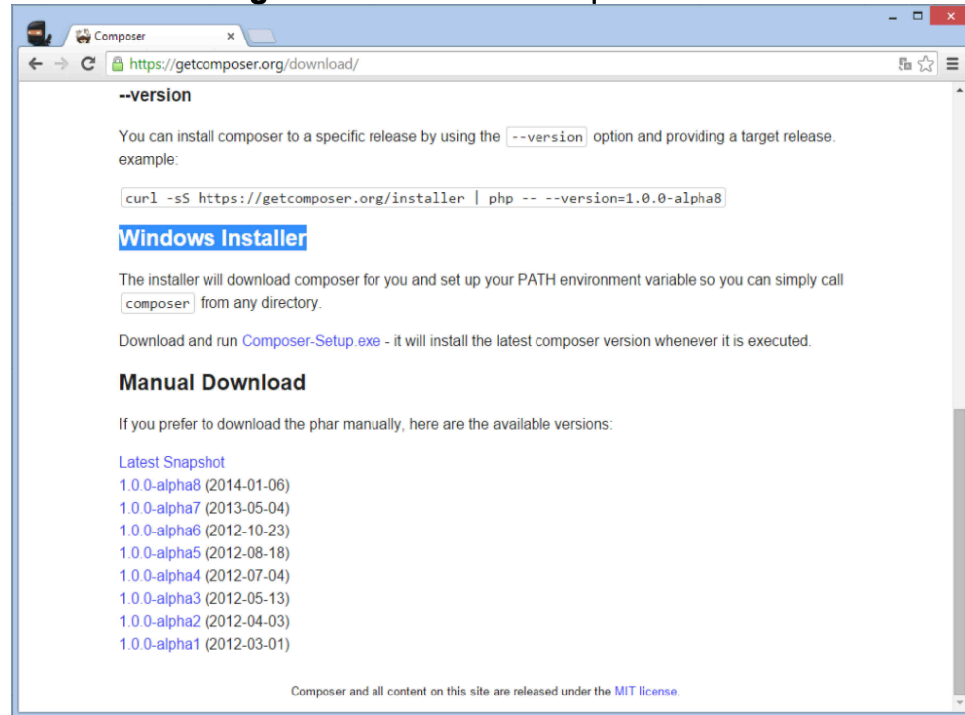 Composer
https://getcomposer.org/download/
--version
You can install composer to a specific release by using the --version option and providing a target release.
example:
curl -sS https://getcomposer.org/installer | php -- --version=1.0.0-alpha8
Windows Installer
The installer will download composer for you and set up your PATH environment variable so you can simply call
composer from any directory.
Download and run Composer-Setup.exe - it will install the latest composer version whenever it is executed.
Manual Download
If you prefer to download the phar manually, here are the available versions:
Latest Snapshot
1.0.0-alpha8 (2014-01-06)
1.0.0-alpha7 (2013-05-04)
1.0.0-alpha6 (2012-10-23)
1.0.0-alpha5 (2012-08-18)
1.0.0-alpha4 (2012-07-04)
1.0.0-alpha3 (2012-05-13)
1.0.0-alpha2 (2012-04-03)
1.0.0-alpha1 (2012-03-01)
Composer and all content on this site are released under the MIT license.